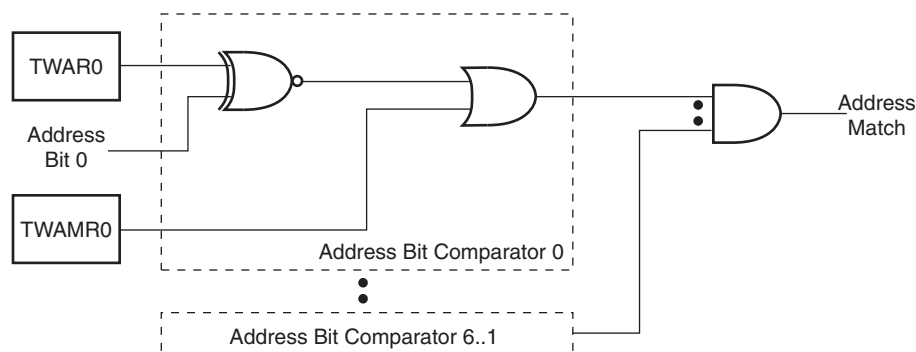 TWAR0
Address
Bit 0
TWAMR0
Address Bit Comparator 0
Address Bit Comparator 6..1
Address
Match